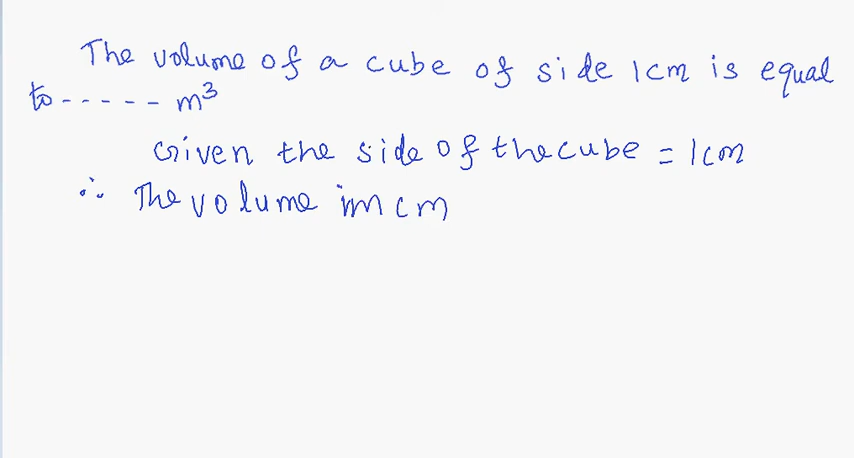 The volume of a cube of side 1cm is equal
to ----- m³
Given the side of the cube = 1cm
∴ The volume in cm